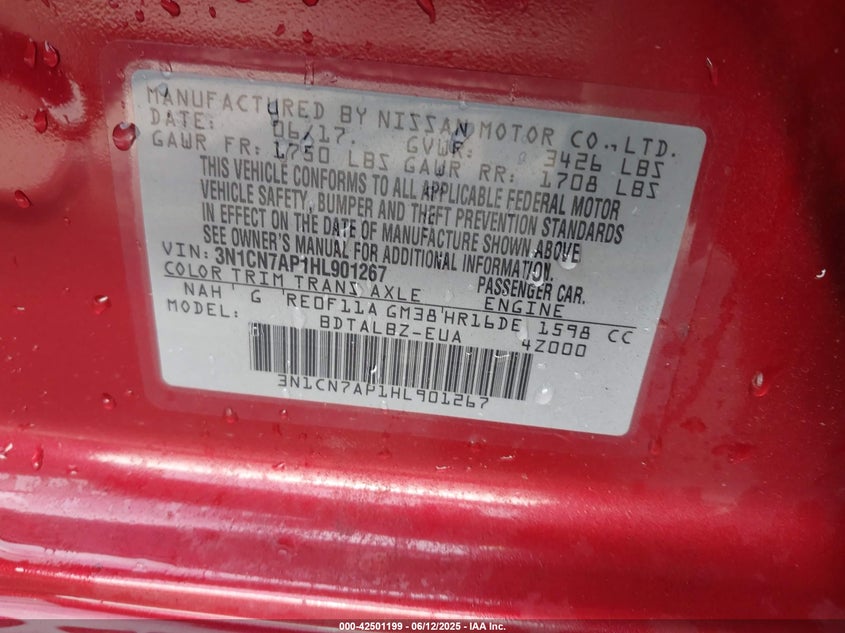 MANUFACTURED BY NISSAN MOTOR CO., LTD.
DATE: 06/17 GVWR: 3426 LBS
GAWR FR: 1750 LBS GAWR RR: 1708 LBS
THIS VEHICLE CONFORMS TO ALL APPLICABLE FEDERAL MOTOR
VEHICLE SAFETY, BUMPER AND THEFT PREVENTION STANDARDS
IN EFFECT ON THE DATE OF MANUFACTURE SHOWN ABOVE
SEE OWNER'S MANUAL FOR ADDITIONAL INFORMATION.
VIN: 3N1CN7AP1HL901267 PASSENGER CAR.
COLOR TRIM TRANS AXLE ENGINE
NAH G RE0F11A GM38 HR16DE 1598 CC
MODEL: BDTALBZ-EUA 4Z000
3N1CN7AP1HL901267
000-42501199 - 06/12/2025 - IAA Inc.